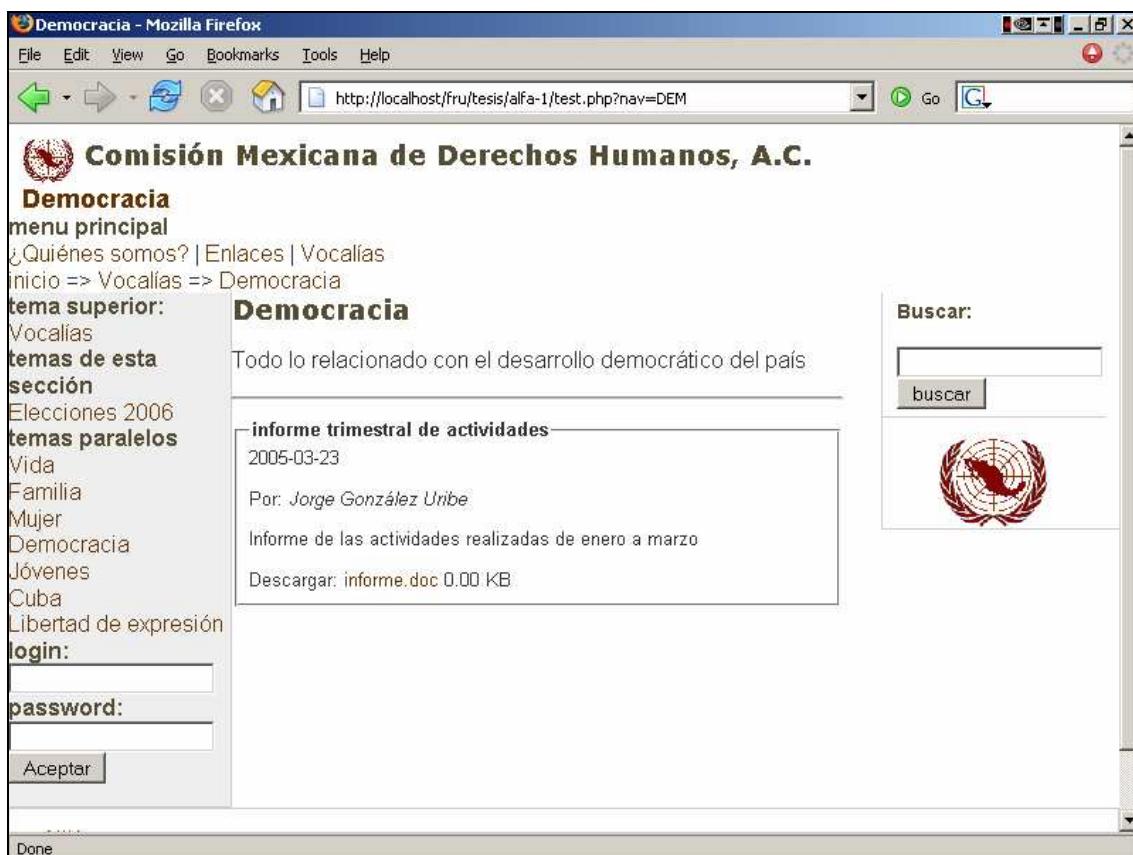 Democracia - Mozilla Firefox
File Edit View Go Bookmarks Tools Help
http://localhost/fru/tesis/alfa-1/test.php?nav=DEM Go
Comisión Mexicana de Derechos Humanos, A.C.
Democracia
menu principal
¿Quiénes somos? | Enlaces | Vocalías
inicio => Vocalías => Democracia
tema superior:
Vocalías
temas de esta
sección
Elecciones 2006
temas paralelos
Vida
Familia
Mujer
Democracia
Jóvenes
Cuba
Libertad de expresión
login:
password:
Aceptar
Democracia
Todo lo relacionado con el desarrollo democrático del país
informe trimestral de actividades
2005-03-23
Por: Jorge González Uribe
Informe de las actividades realizadas de enero a marzo
Descargar: informe.doc 0.00 KB
Buscar:
buscar
Done